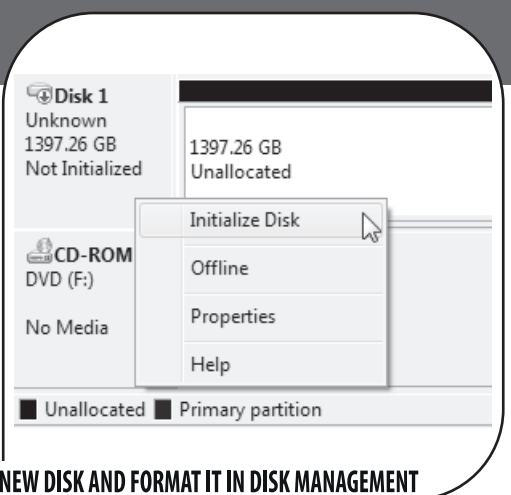 Disk 1
Unknown
1397.26 GB
Not Initialized
1397.26 GB
Unallocated
Initialize Disk
Offline
Properties
Help
CD-ROM
DVD (F:)
No Media
Unallocated Primary partition
NEW DISK AND FORMAT IT IN DISK MANAGEMENT